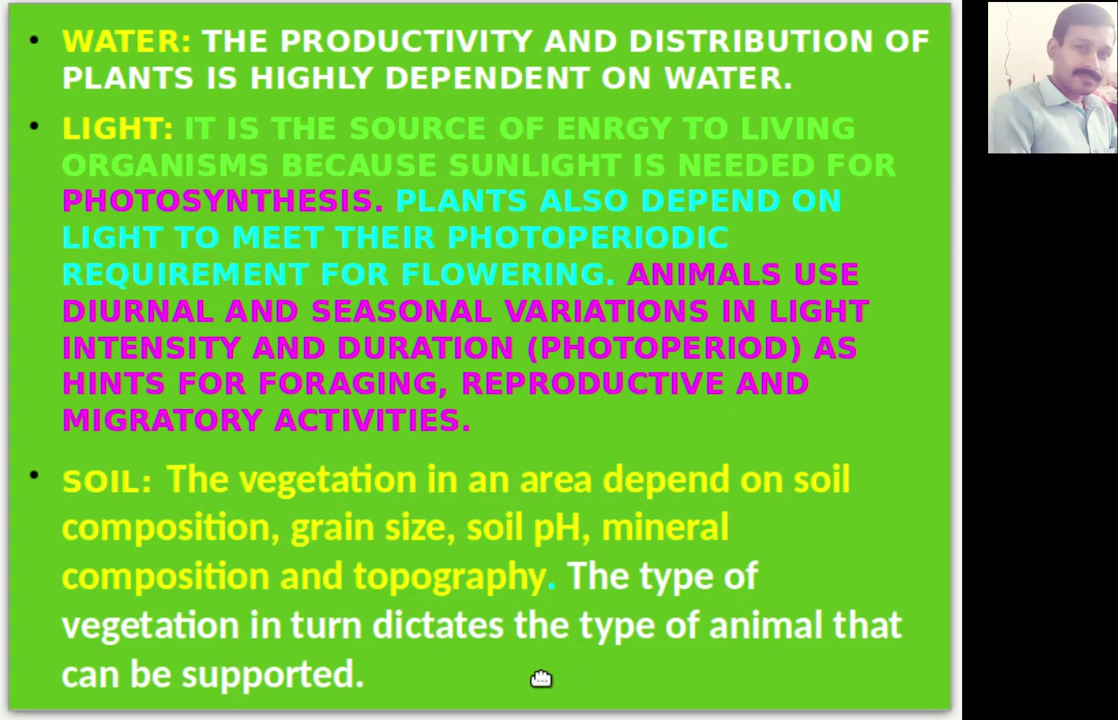 • WATER: THE PRODUCTIVITY AND DISTRIBUTION OF
PLANTS IS HIGHLY DEPENDENT ON WATER.
• LIGHT: IT IS THE SOURCE OF ENRGY TO LIVING
ORGANISMS BECAUSE SUNLIGHT IS NEEDED FOR
PHOTOSYNTHESIS. PLANTS ALSO DEPEND ON
LIGHT TO MEET THEIR PHOTOPERIODIC
REQUIREMENT FOR FLOWERING. ANIMALS USE
DIURNAL AND SEASONAL VARIATIONS IN LIGHT
INTENSITY AND DURATION (PHOTOPERIOD) AS
HINTS FOR FORAGING, REPRODUCTIVE AND
MIGRATORY ACTIVITIES.
• SOIL: The vegetation in an area depend on soil
composition, grain size, soil pH, mineral
composition and topography. The type of
vegetation in turn dictates the type of animal that
can be supported.